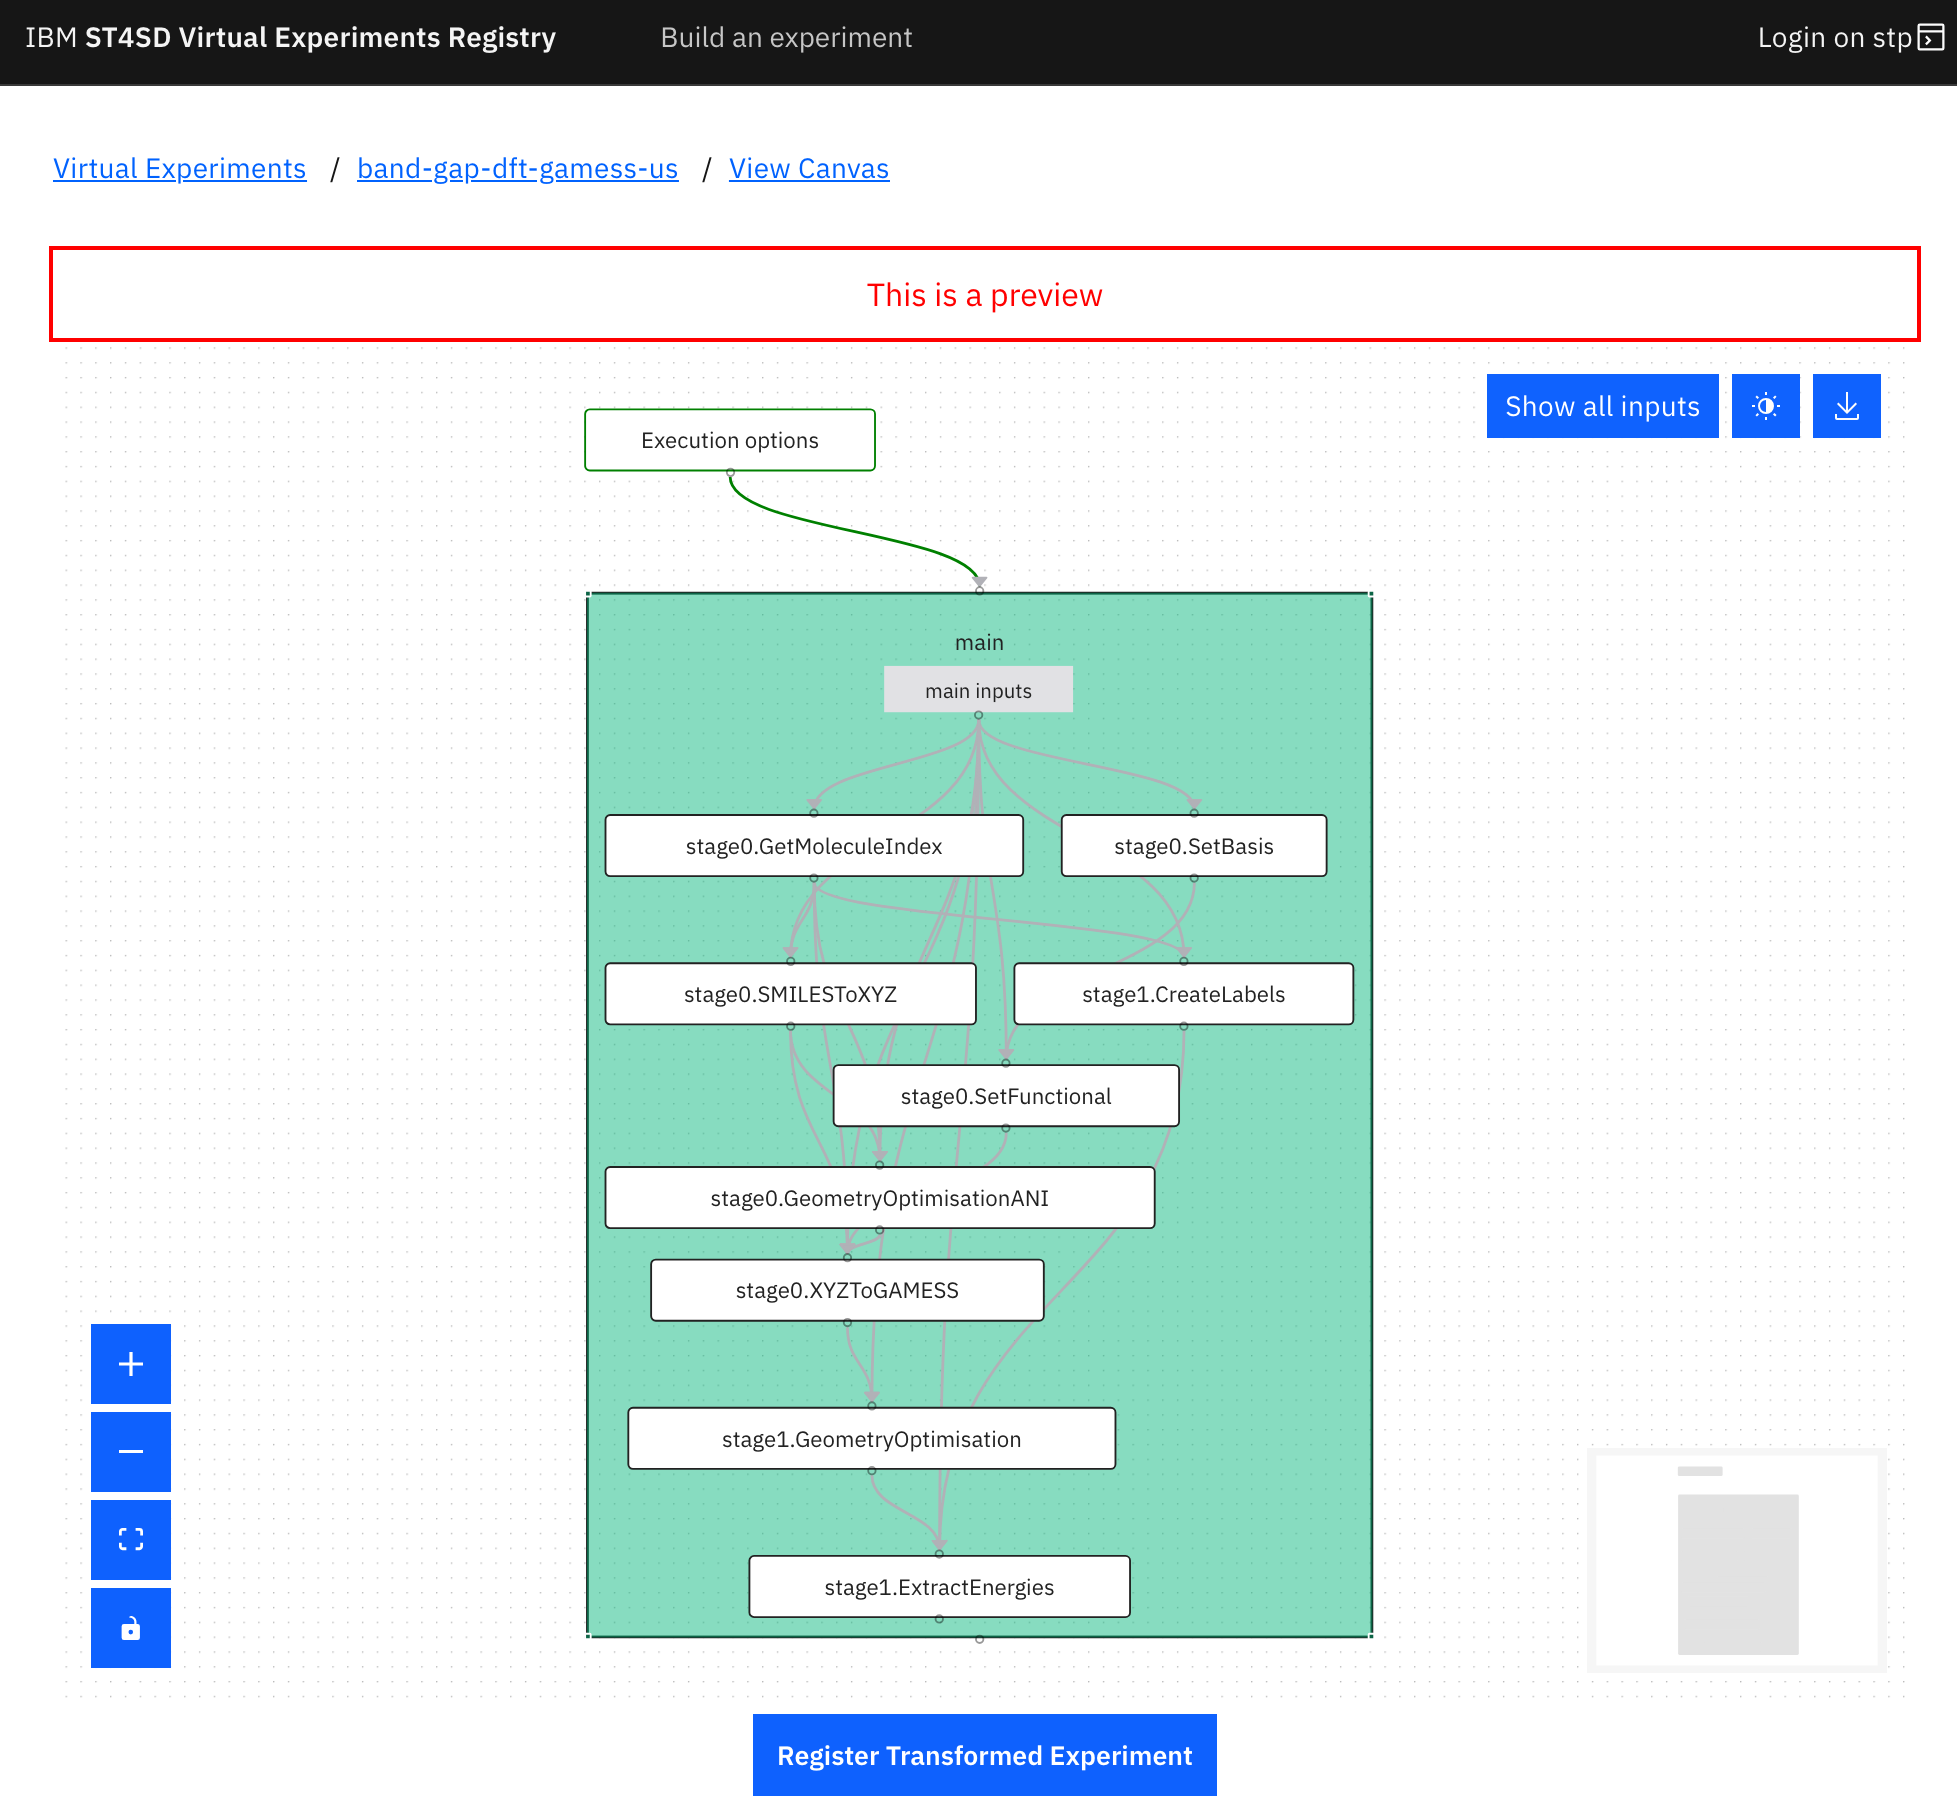 IBM ST4SD Virtual Experiments Registry
Build an experiment
Login on stp
Virtual Experiments / band-gap-dft-gamess-us / View Canvas
This is a preview
Show all inputs
Execution options
main
main inputs
stage0.GetMoleculeIndex
stage0.SetBasis
stage0.SMILESToXYZ
stage1.CreateLabels
stage0.SetFunctional
stage0.GeometryOptimisationANI
stage0.XYZToGAMESS
stage1.GeometryOptimisation
stage1.ExtractEnergies
Register Transformed Experiment